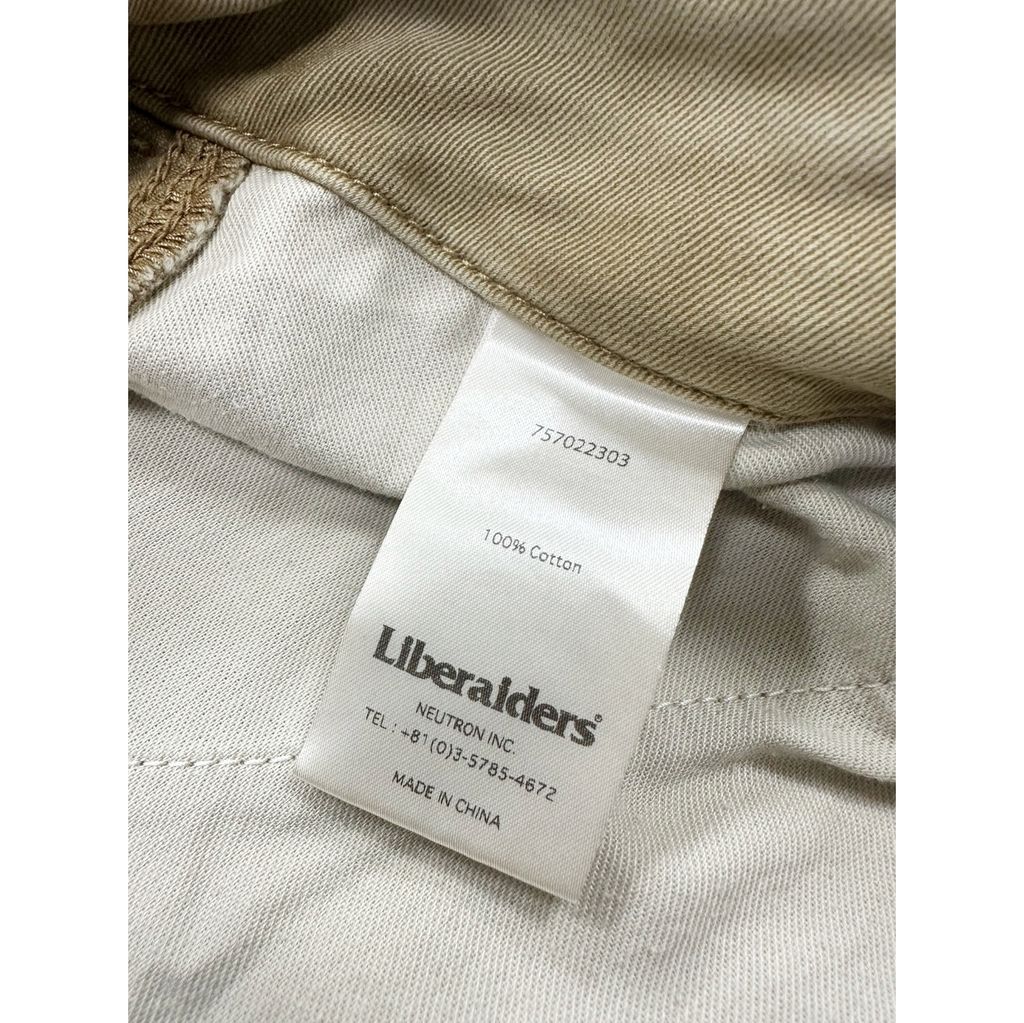 757022303
100% Cotton
Liberaiders®
NEUTRON INC.
TEL : +81(0)3-5785-4672
MADE IN CHINA